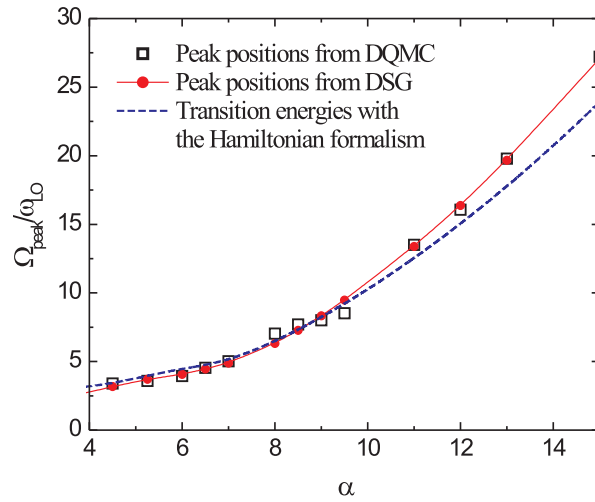 30
25
20
15
10
5
0
4
6
8
10
12
14
Ω_peak/ω_LO
α
Peak positions from DQMC
Peak positions from DSG
Transition energies with
the Hamiltonian formalism